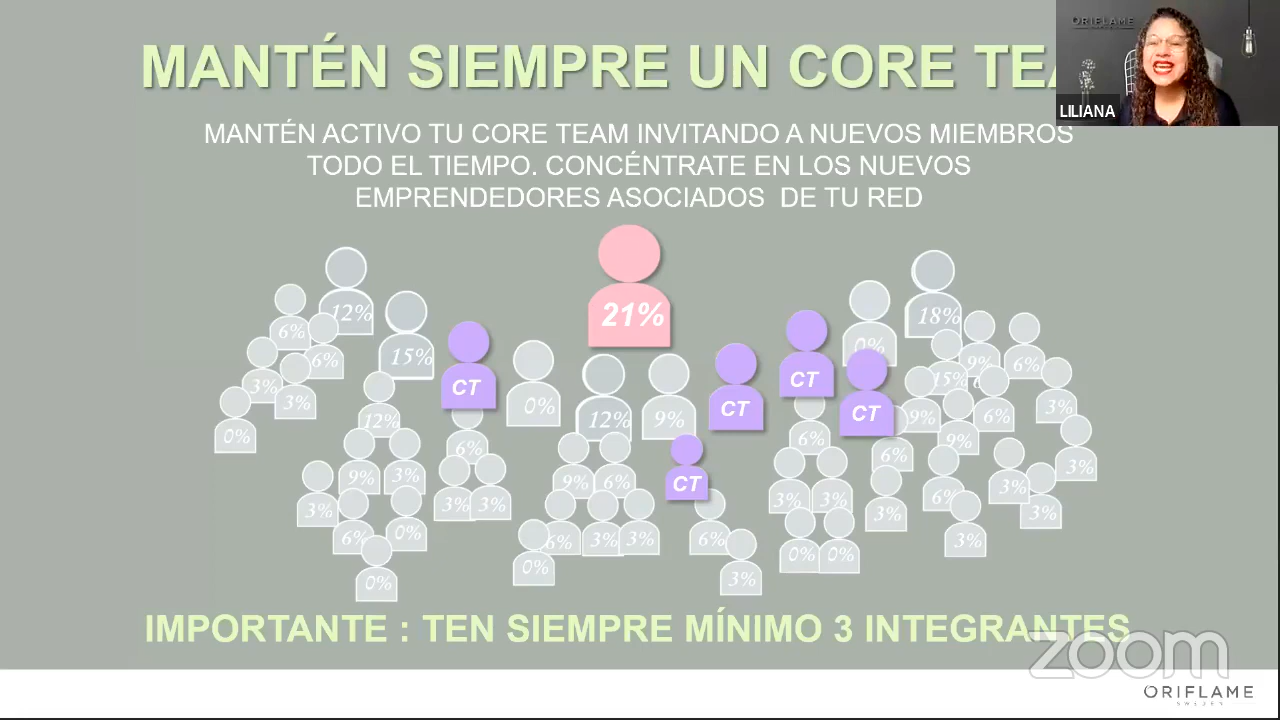 MANTÉN SIEMPRE UN CORE TEA
ORIFLAME
LILIANA
MANTÉN ACTIVO TU CORE TEAM INVITANDO A NUEVOS MIEMBROS
TODO EL TIEMPO. CONCÉNTRATE EN LOS NUEVOS
EMPRENDEDORES ASOCIADOS DE TU RED
21%
12% 18%
6% 6% 15% 0% 9% 6%
CT CT CT CT
3% 3% 0% 12% 9% 15% 3%
0% 12% 6% 6% 9% 9% 6% 3%
9% 3% 3% 3% 9% 6% CT 3% 3% 6% 6% 3% 3%
3% 6% 0% 6% 3% 3% 6% 3% 3%
0% 0% 3% 0% 0%
IMPORTANTE : TEN SIEMPRE MÍNIMO 3 INTEGRANTES
zoom
ORIFLAME
SWEDEN